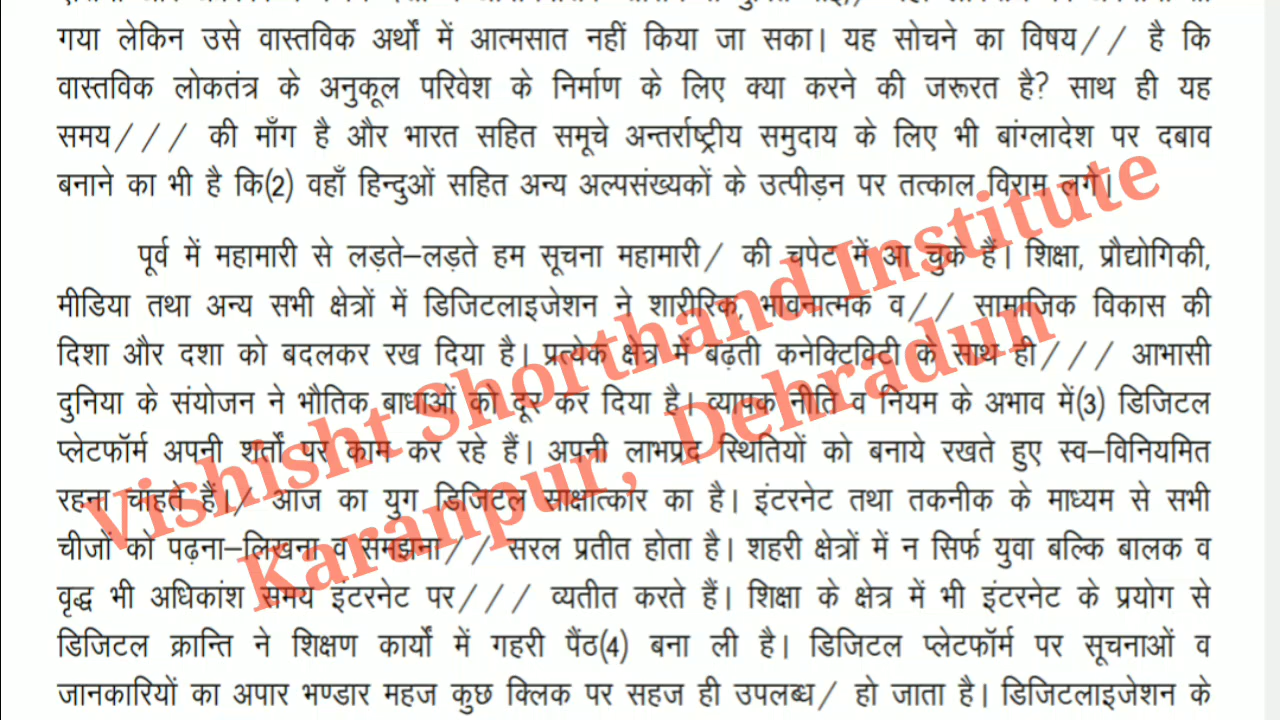 गया लेकिन उसे वास्तविक अर्थों में आत्मसात नहीं किया जा सका। यह सोचने का विषय// है कि
वास्तविक लोकतंत्र के अनुकूल परिवेश के निर्माण के लिए क्या करने की जरूरत है? साथ ही यह
समय/// की माँग है और भारत सहित समूचे अन्तर्राष्ट्रीय समुदाय के लिए भी बांग्लादेश पर दबाव
बनाने का भी है कि(2) वहाँ हिन्दुओं सहित अन्य अल्पसंख्यकों के उत्पीड़न पर तत्काल विराम लगे।
पूर्व में महामारी से लड़ते–लड़ते हम सूचना महामारी/ की चपेट में आ चुके हैं। शिक्षा, प्रौद्योगिकी,
मीडिया तथा अन्य सभी क्षेत्रों में डिजिटलाइजेशन ने शारीरिक, भावनात्मक व// सामाजिक विकास की
दिशा और दशा को बदलकर रख दिया है। प्रत्येक क्षेत्र में बढ़ती कनेक्टिविटी के साथ ही/// आभासी
दुनिया के संयोजन ने भौतिक बाधाओं को दूर कर दिया है। व्यापक नीति व नियम के अभाव में(3) डिजिटल
प्लेटफॉर्म अपनी शर्तों पर काम कर रहे हैं। अपनी लाभप्रद स्थितियों को बनाये रखते हुए स्व–विनियमित
रहना चाहते हैं।/ आज का युग डिजिटल साक्षात्कार का है। इंटरनेट तथा तकनीक के माध्यम से सभी
चीजों को पढ़ना–लिखना व समझना// सरल प्रतीत होता है। शहरी क्षेत्रों में न सिर्फ युवा बल्कि बालक व
वृद्ध भी अधिकांश समय इंटरनेट पर/// व्यतीत करते हैं। शिक्षा के क्षेत्र में भी इंटरनेट के प्रयोग से
डिजिटल क्रान्ति ने शिक्षण कार्यों में गहरी पैंठ(4) बना ली है। डिजिटल प्लेटफॉर्म पर सूचनाओं व
जानकारियों का अपार भण्डार महज कुछ क्लिक पर सहज ही उपलब्ध/ हो जाता है। डिजिटलाइजेशन के
Vishisht Shorthand Institute
Karanpur, Dehradun